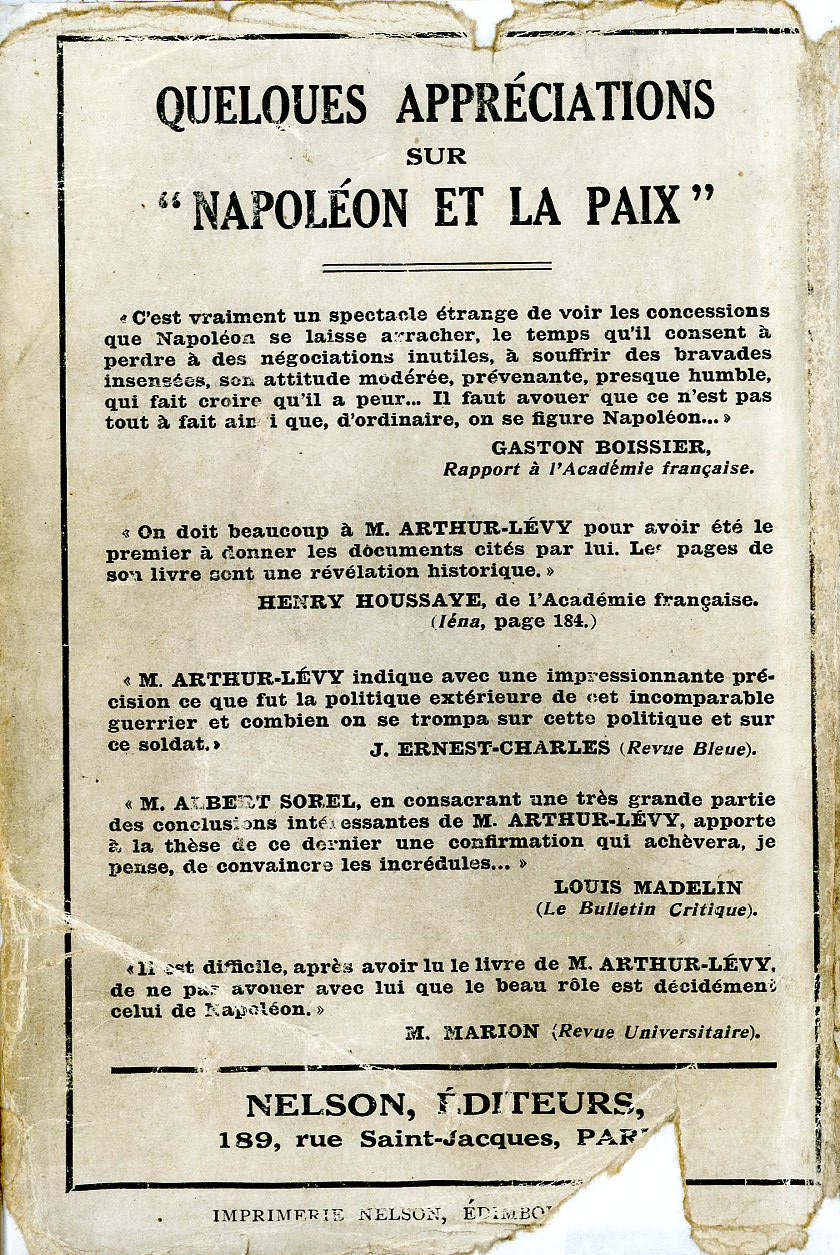 QUELQUES APPRÉCIATIONS
SUR
“ NAPOLÉON ET LA PAIX ”
« C'est vraiment un spectacle étrange de voir les concessions
que Napoléon se laisse arracher, le temps qu'il consent à
perdre à des négociations inutiles, à souffrir des bravades
insensées, son attitude modérée, prévenante, presque humble,
qui fait croire qu'il a peur... Il faut avouer que ce n'est pas
tout à fait ainsi que, d'ordinaire, on se figure Napoléon... »
GASTON BOISSIER,
Rapport à l'Académie française.
« On doit beaucoup à M. ARTHUR-LÉVY pour avoir été le
premier à donner les documents cités par lui. Les pages de
son livre sont une révélation historique. »
HENRY HOUSSAYE, de l'Académie française.
(Iéna, page 184.)
« M. ARTHUR-LÉVY indique avec une impressionnante pré-
cision ce que fut la politique extérieure de cet incomparable
guerrier et combien on se trompa sur cette politique et sur
ce soldat. »
J. ERNEST-CHARLES (Revue Bleue).
« M. ALBERT SOREL, en consacrant une très grande partie
des conclusions intéressantes de M. ARTHUR-LÉVY, apporte
à la thèse de ce dernier une confirmation qui achèvera, je
pense, de convaincre les incrédules... »
LOUIS MADELIN
(Le Bulletin Critique).
« Il est difficile, après avoir lu le livre de M. ARTHUR-LÉVY,
de ne pas avouer avec lui que le beau rôle est décidément
celui de Napoléon. »
M. MARION (Revue Universitaire).
NELSON, ÉDITEURS,
189, rue Saint-Jacques,
IMPRIMERIE NELSON,